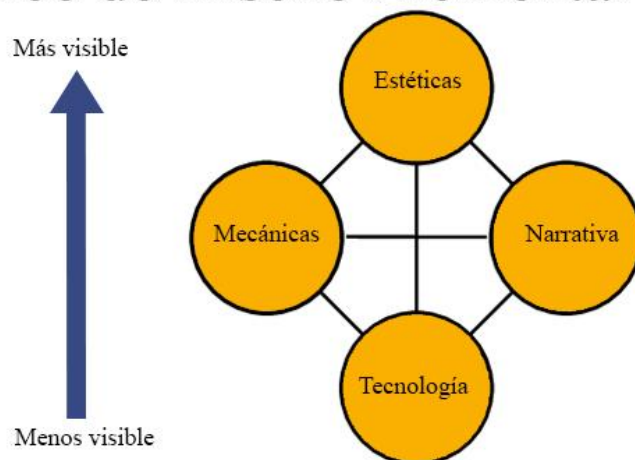 Más visible
Estéticas
Mecánicas
Narrativa
Tecnología
Menos visible